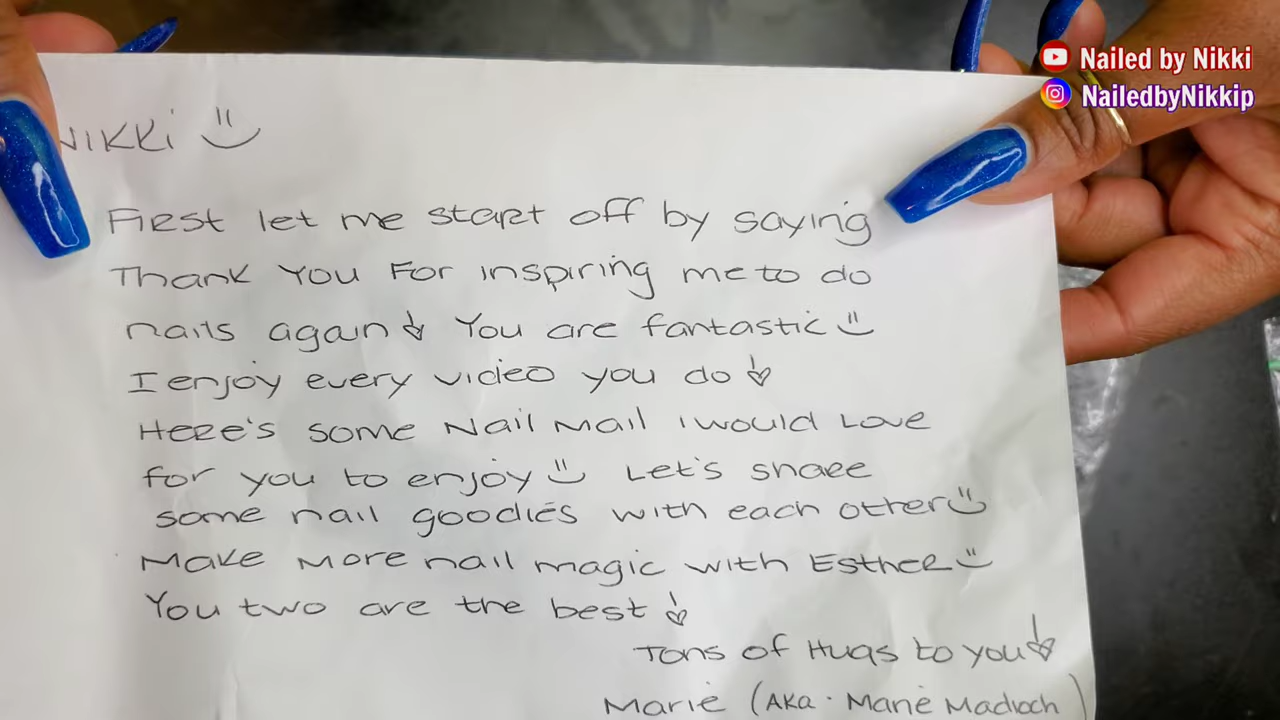 Nailed by Nikki
NailedbyNikkip
Nikki
First let me start off by saying
Thank You For inspiring me to do
nails again You are fantastic
I enjoy every video you do
Here's some Nail Mail I would Love
for you to enjoy Let's share
some nail goodies with each other
Make More nail magic with Esther
You two are the best
Tons of Hugs to you
Marie (AKA. Marie